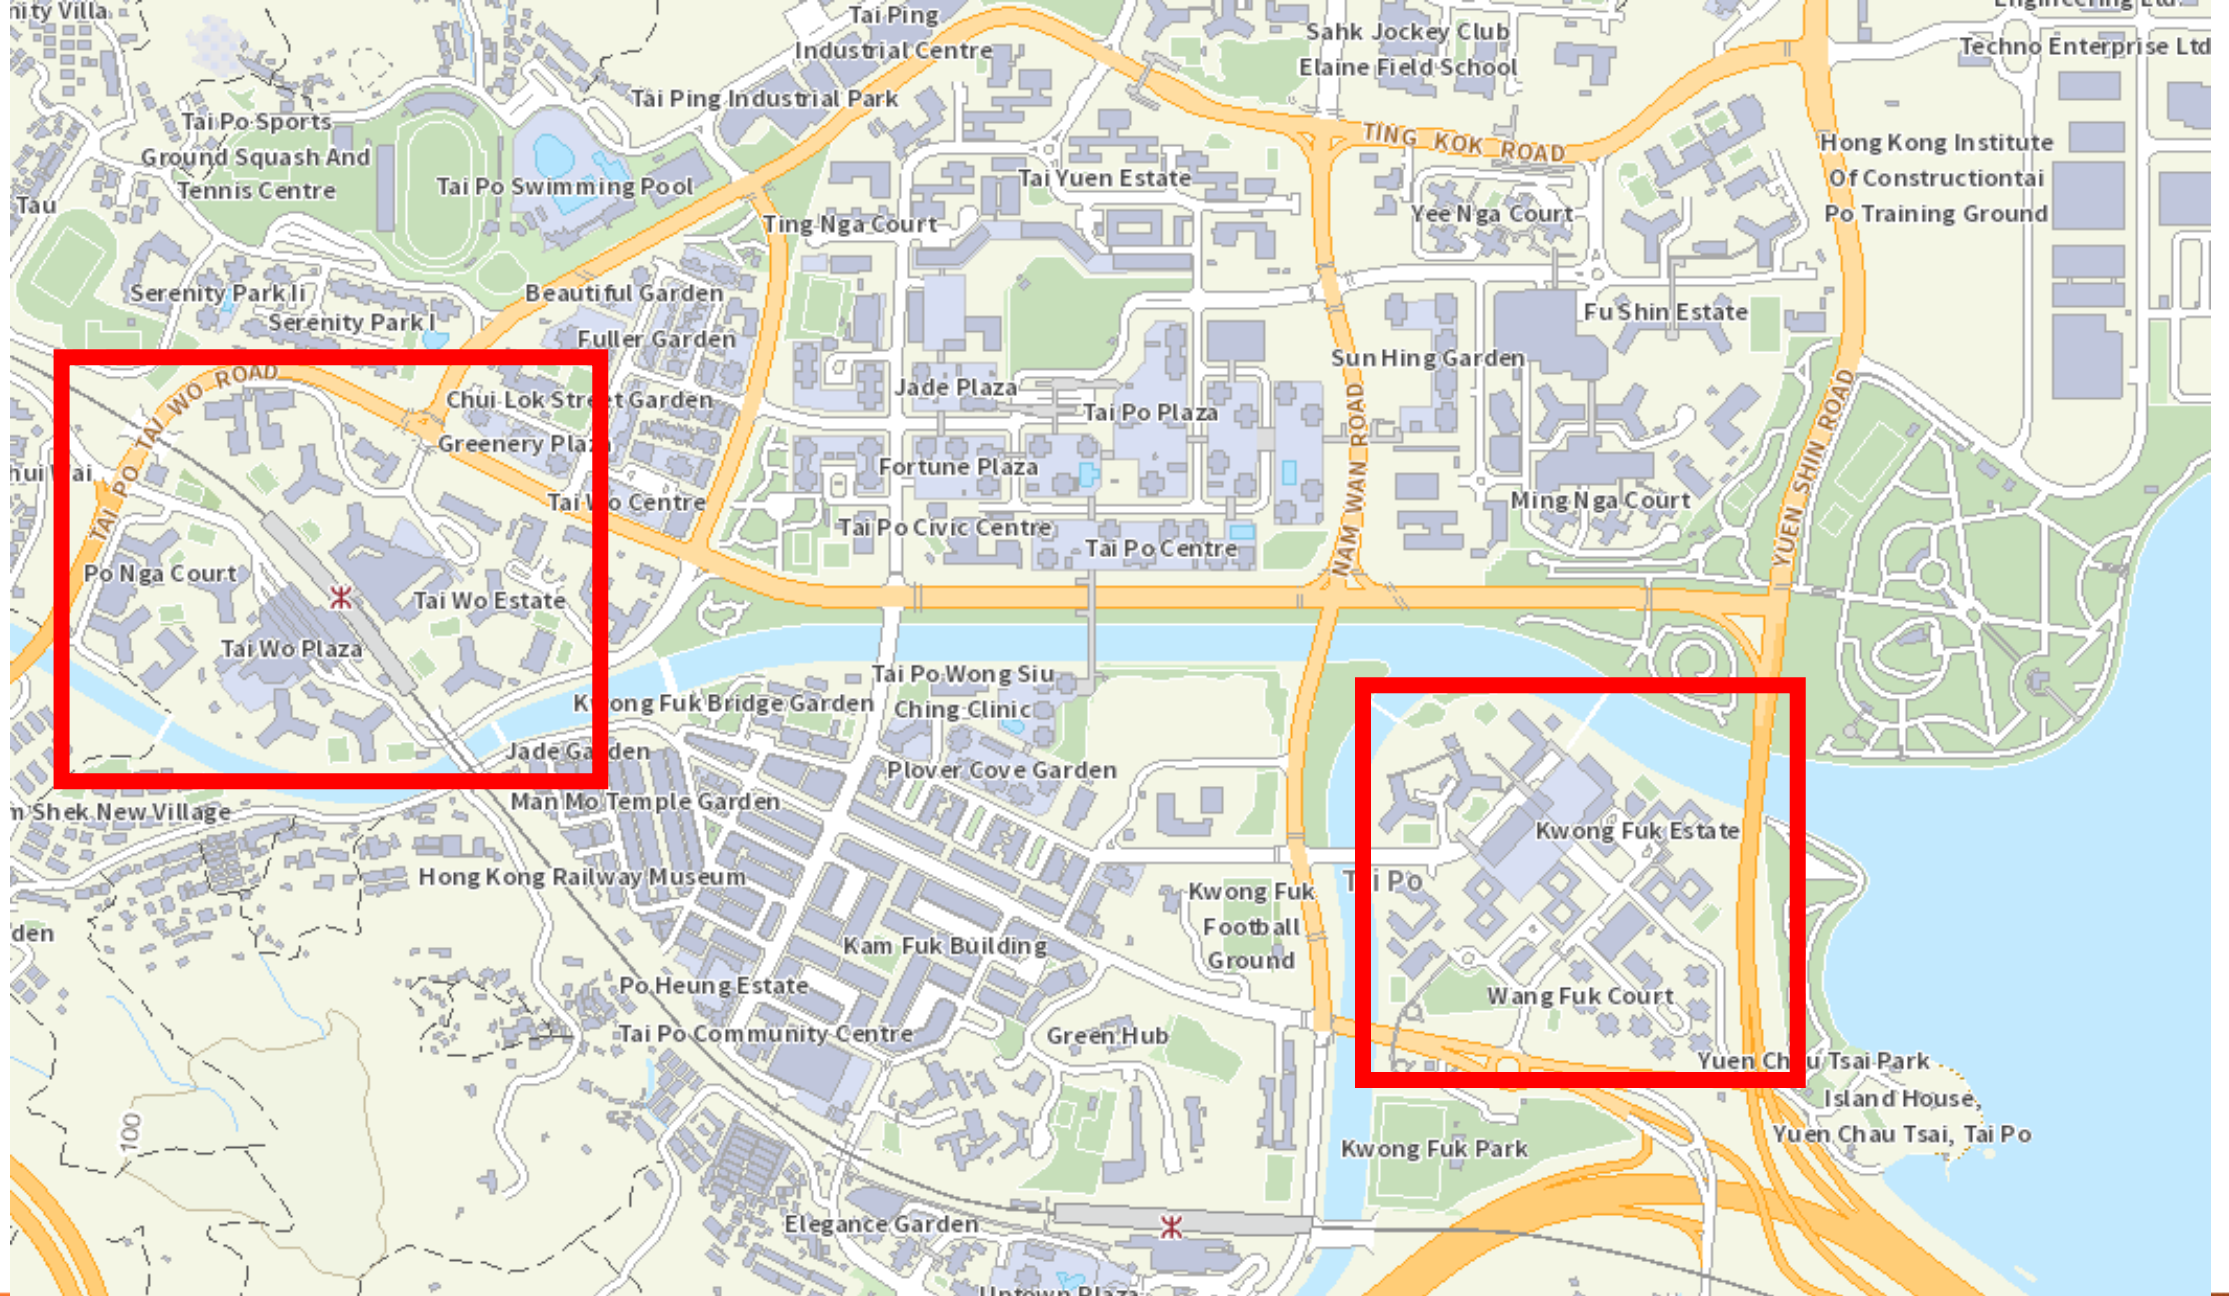 nity Villa
Tai Ping
Industrial Centre
Sahk Jockey Club
Elaine Field School
Techno Enterprise Ltd
Tai Ping Industrial Park
Tai Po Sports
Ground Squash And
Tennis Centre
Tau
Tai Po Swimming Pool
Tai Yuen Estate
TING KOK ROAD
Hong Kong Institute
Of Constructiontai
Po Training Ground
Ting Nga Court
Yee Nga Court
Serenity Park Ii
Serenity Park I
Beautiful Garden
Fuller Garden
Fu Shin Estate
Sun Hing Garden
TAI PO TAI WO ROAD
Chui Lok Street Garden
Jade Plaza
Tai Po Plaza
Greenery Plaza
Fortune Plaza
NAM WAN ROAD
YUEN SHIN ROAD
hui Wai
Tai Wo Centre
Tai Po Civic Centre
Tai Po Centre
Ming Nga Court
Po Nga Court
Tai Wo Estate
Tai Wo Plaza
Tai Po Wong Siu
Ching Clinic
Kwong Fuk Bridge Garden
Jade Garden
Plover Cove Garden
Man Mo Temple Garden
m Shek New Village
Kwong Fuk Estate
Hong Kong Railway Museum
Tai Po
Kwong Fuk
Football
Ground
den
Kam Fuk Building
Po Heung Estate
Wang Fuk Court
Tai Po Community Centre
Green Hub
Yuen Chau Tsai Park
Island House,
Yuen Chau Tsai, Tai Po
100
Kwong Fuk Park
Elegance Garden
Uptown Plaza